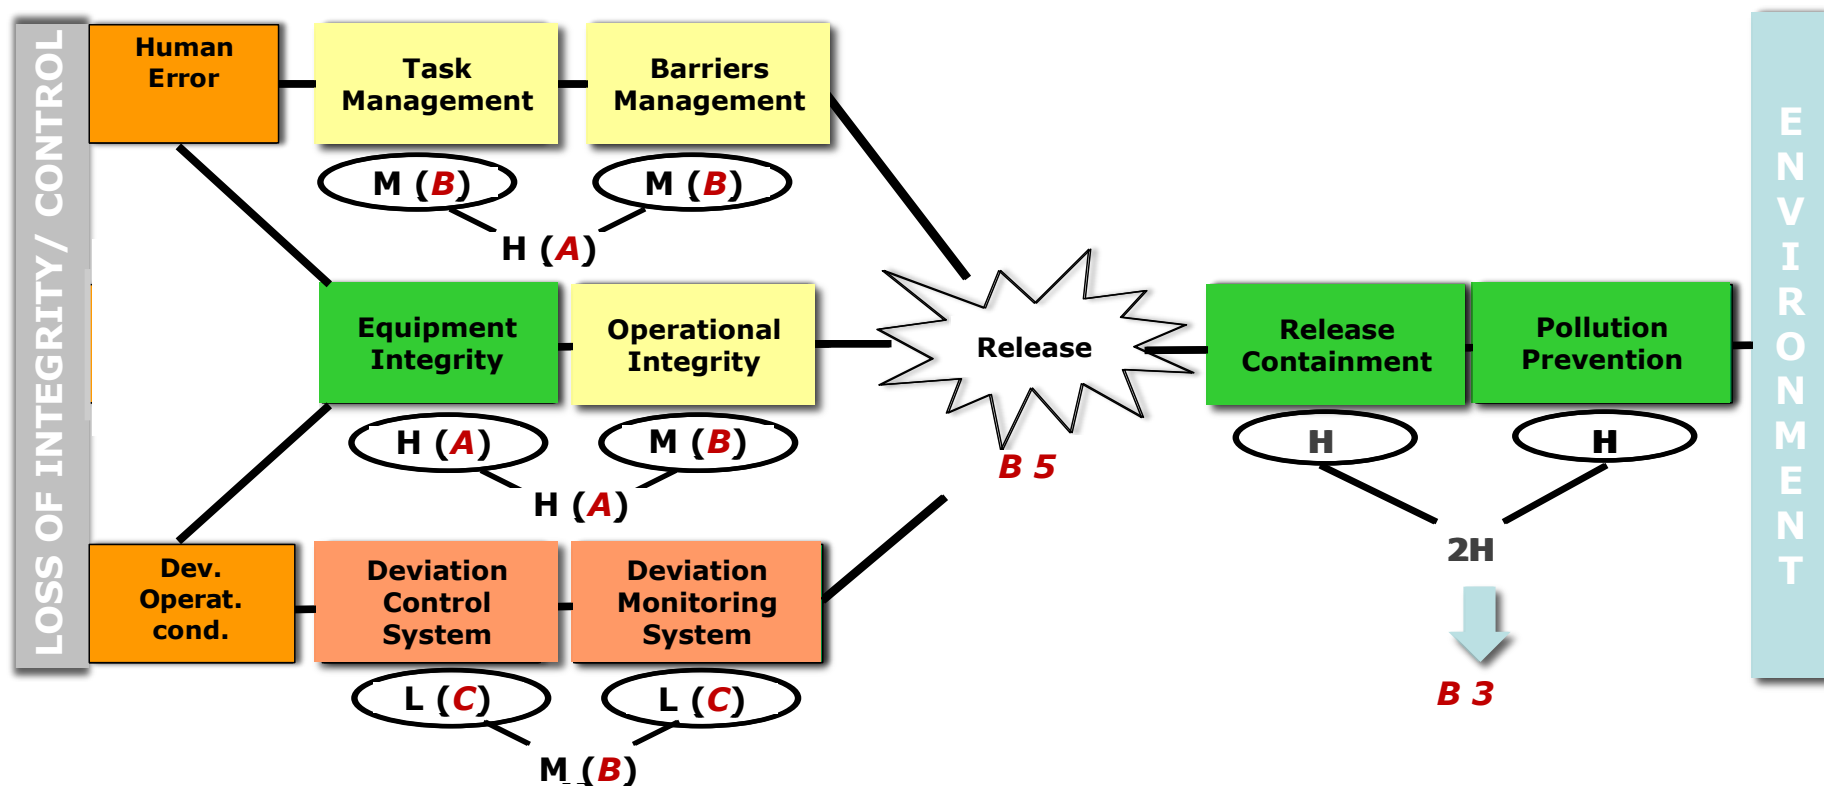 LOSS OF INTEGRITY/ CONTROL
Human
Error
Task
Management
Barriers
Management
M (B)
M (B)
H (A)
Equipment
Integrity
Operational
Integrity
H (A)
M (B)
H (A)
Dev.
Operat.
cond.
Deviation
Control
System
Deviation
Monitoring
System
L (C)
L (C)
M (B)
Release
B 5
Release
Containment
Pollution
Prevention
H
H
2H
B 3
ENVIRONMENT